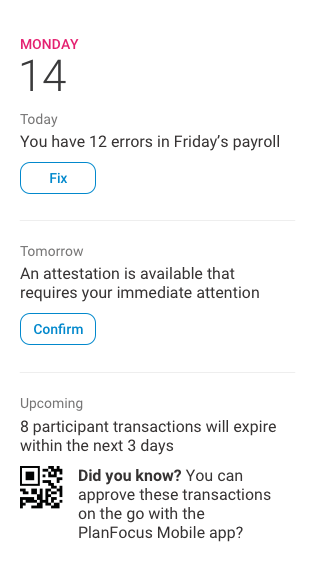 MONDAY
14
Today
You have 12 errors in Friday’s payroll
Fix
Tomorrow
An attestation is available that
requires your immediate attention
Confirm
Upcoming
8 participant transactions will expire
within the next 3 days
Did you know? You can
approve these transactions
on the go with the
PlanFocus Mobile app?